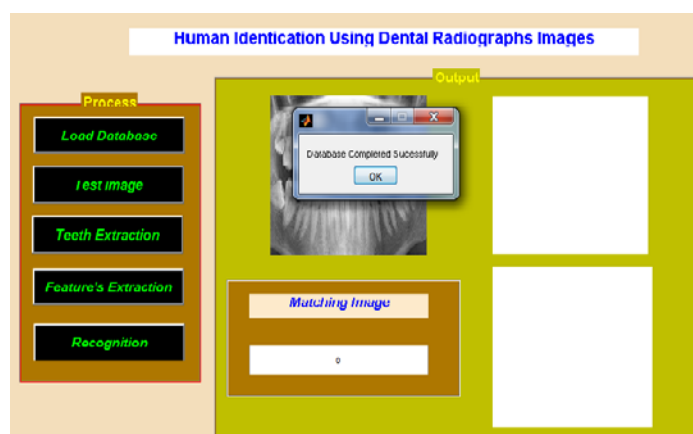 Human Identication Using Dental Radiographs Images
Process
Load Database
Test Image
Teeth Extraction
Feature's Extraction
Recognition
Output
Database Completed Sucessfully
OK
Matching Image
0